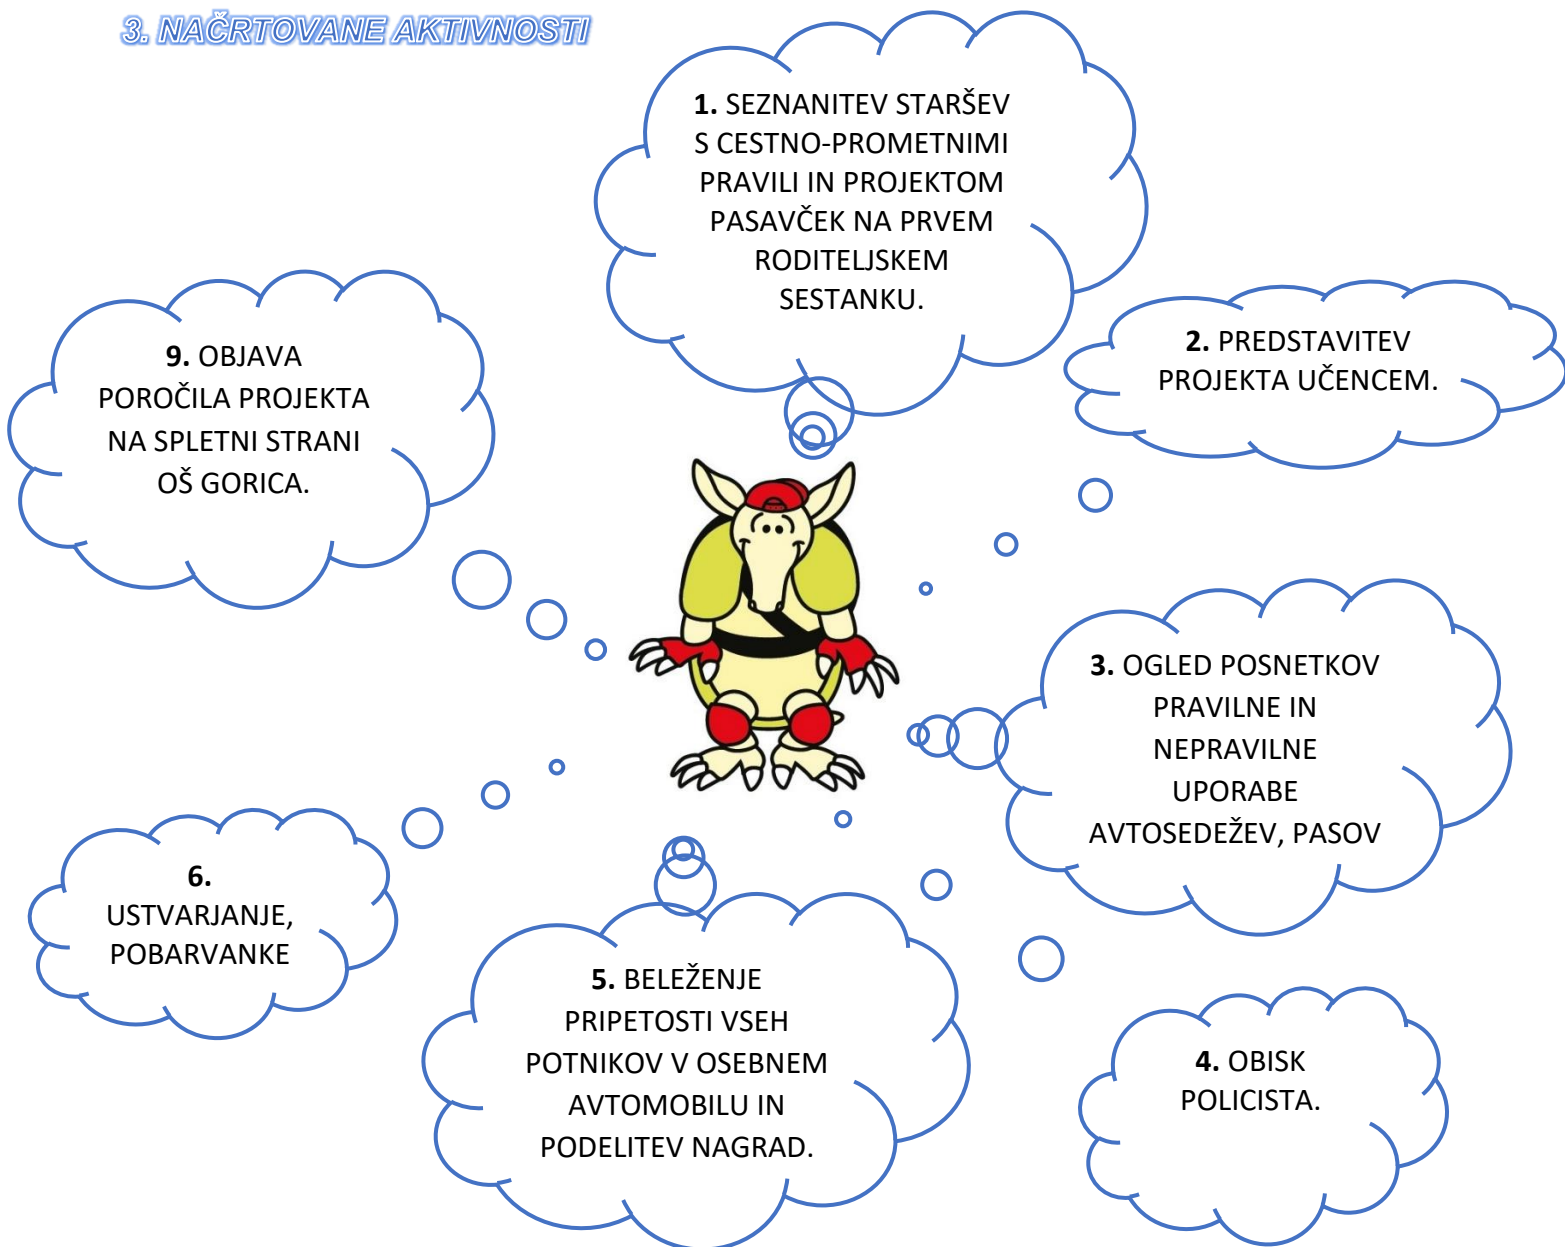 3. NAČRTOVANE AKTIVNOSTI
1. SEZNANITEV STARŠEV
S CESTNO-PROMETNIMI
PRAVILI IN PROJEKTOM
PASAVČEK NA PRVEM
RODITELJSKEM
SESTANKU.
2. PREDSTAVITEV
PROJEKTA UČENCEM.
3. OGLED POSNETKOV
PRAVILNE IN
NEPRAVILNE
UPORABE
AVTOSEDEŽEV, PASOV
4. OBISK
POLICISTA.
5. BELEŽENJE
PRIPETOSTI VSEH
POTNIKOV V OSEBNEM
AVTOMOBILU IN
PODELITEV NAGRAD.
6.
USTVARJANJE,
POBARVANKE
9. OBJAVA
POROČILA PROJEKTA
NA SPLETNI STRANI
OŠ GORICA.